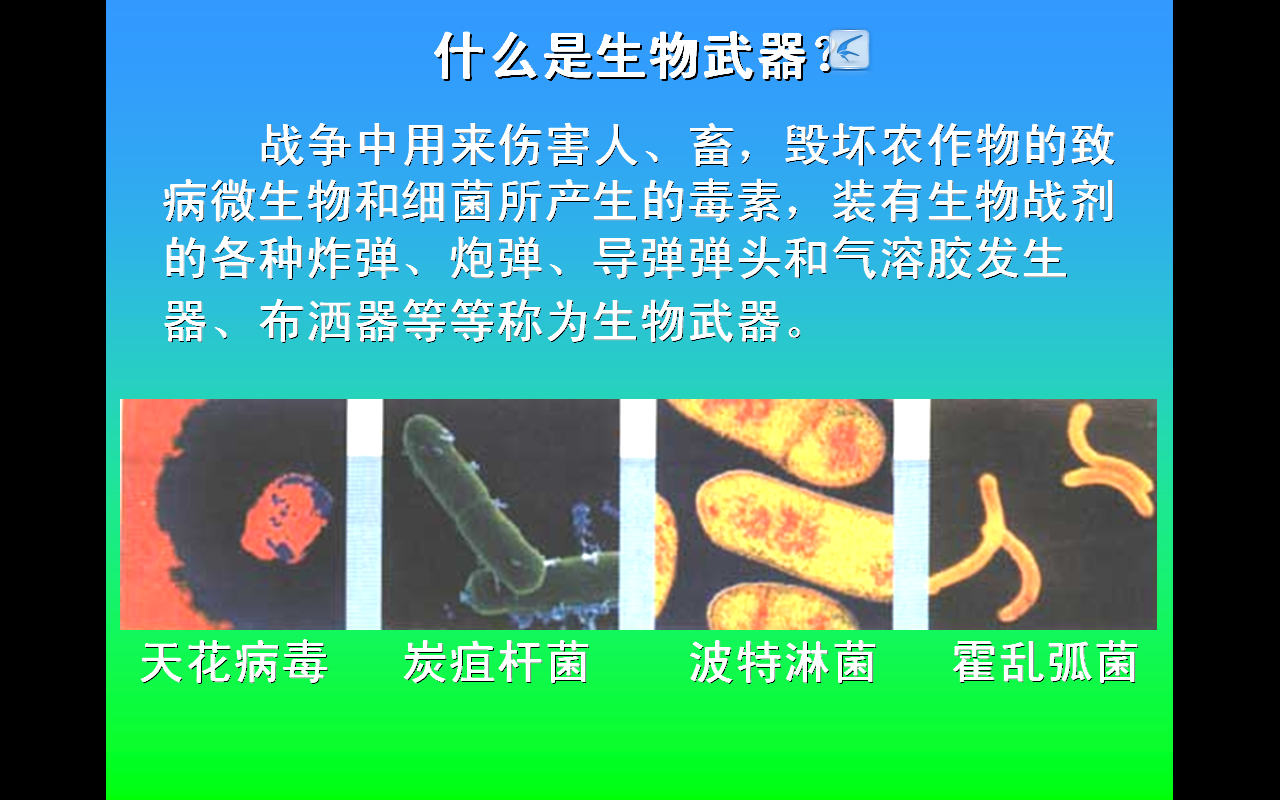 什么是生物武器？
战争中用来伤害人、畜，毁坏农作物的致
病微生物和细菌所产生的毒素，装有生物战剂
的各种炸弹、炮弹、导弹弹头和气溶胶发生
器、布洒器等等称为生物武器。
天花病毒 炭疽杆菌 波特淋菌 霍乱弧菌